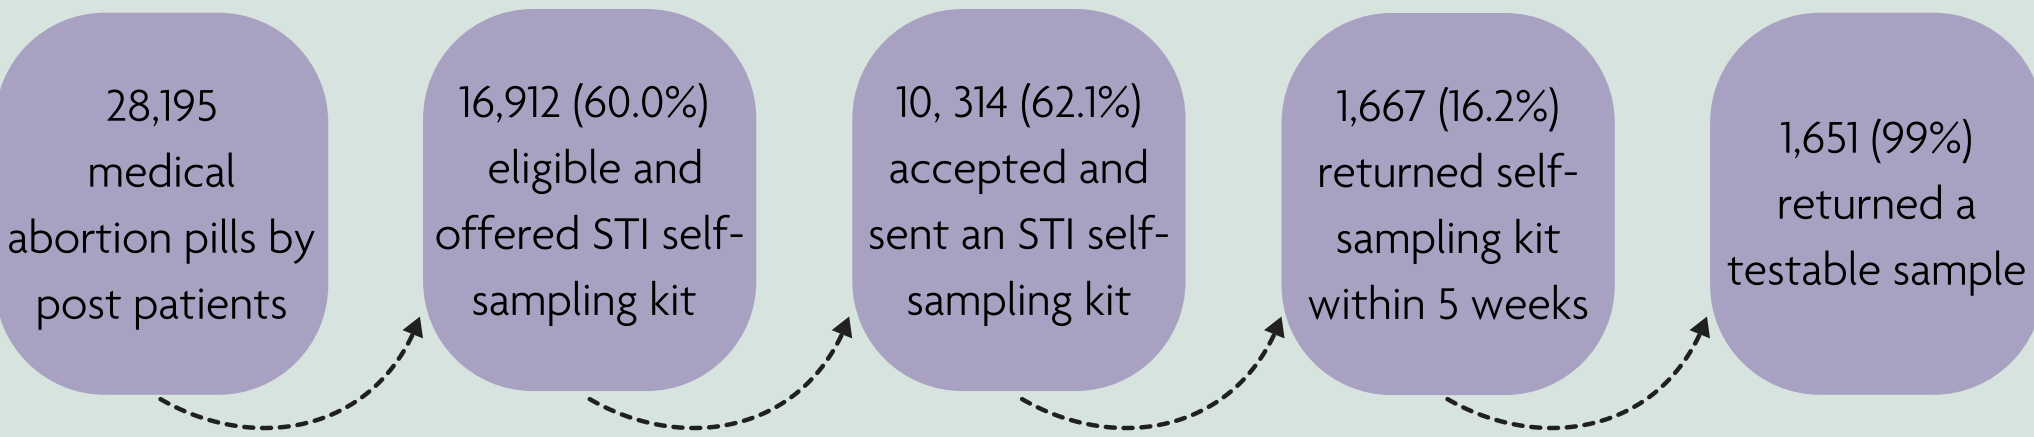 28,195
medical
abortion pills by
post patients
16,912 (60.0%)
eligible and
offered STI self-
sampling kit
10, 314 (62.1%)
accepted and
sent an STI self-
sampling kit
1,667 (16.2%)
returned self-
sampling kit
within 5 weeks
1,651 (99%)
returned a
testable sample